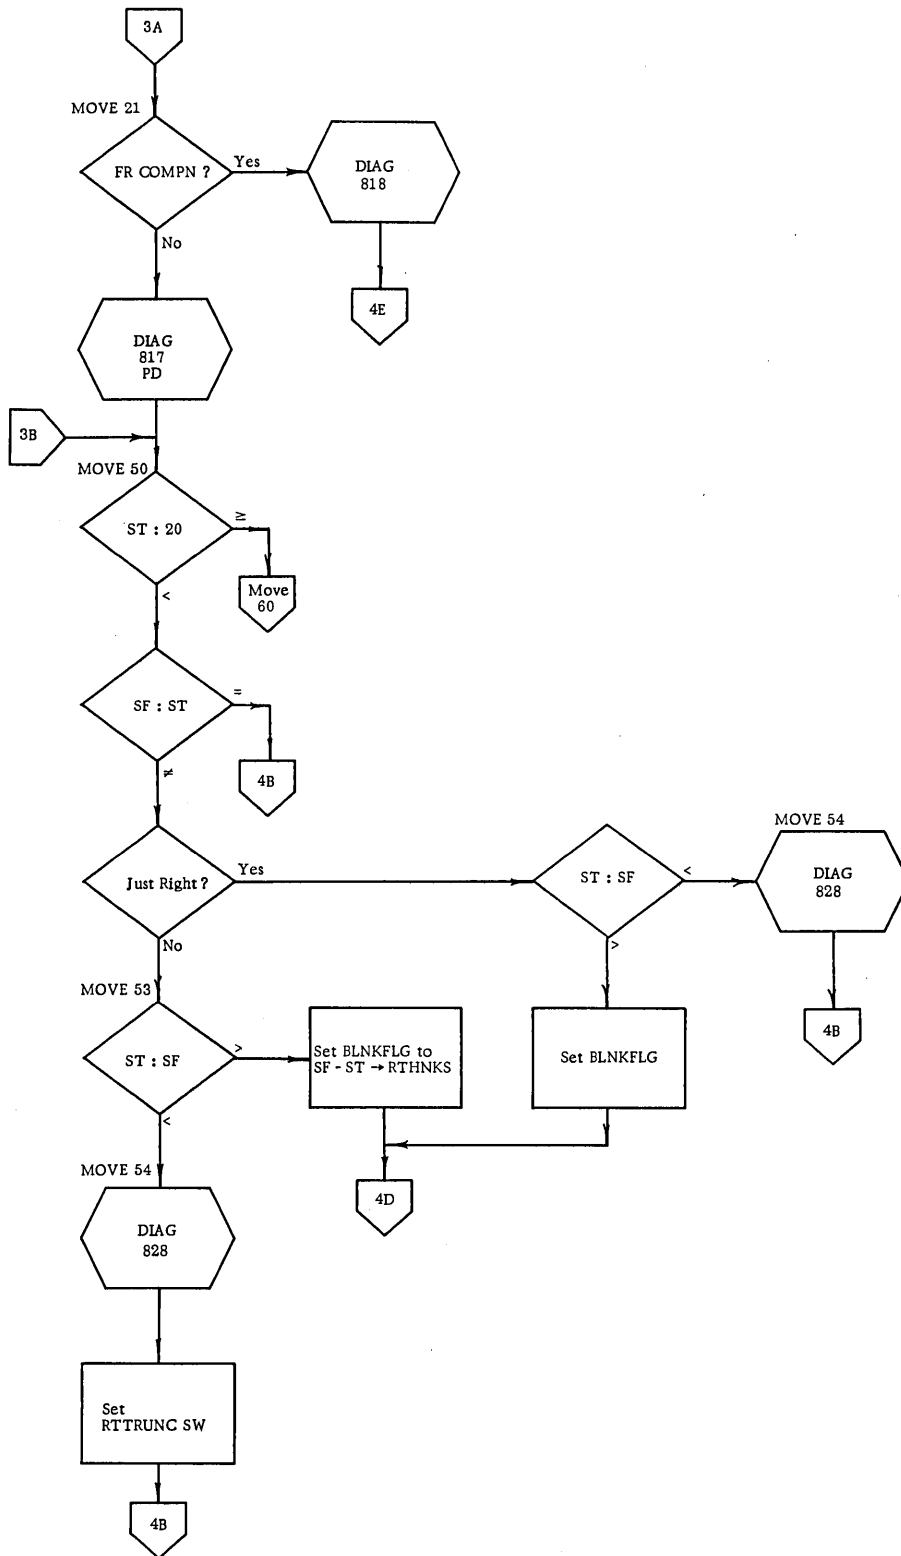 3A
MOVE 21
FR COMPN ?
Yes
DIAG
818
No
4E
DIAG
817
PD
3B
MOVE 50
ST : 20
≥
Move
60
<
SF : ST
=
4B
≠
MOVE 54
Just Right ?
Yes
ST : SF
<
DIAG
828
No
>
MOVE 53
4B
ST : SF
>
Set BLNKFLG to
SF - ST → RTHNKS
Set BLNKFLG
<
MOVE 54
4D
DIAG
828
Set
RTTRUNC SW
4B